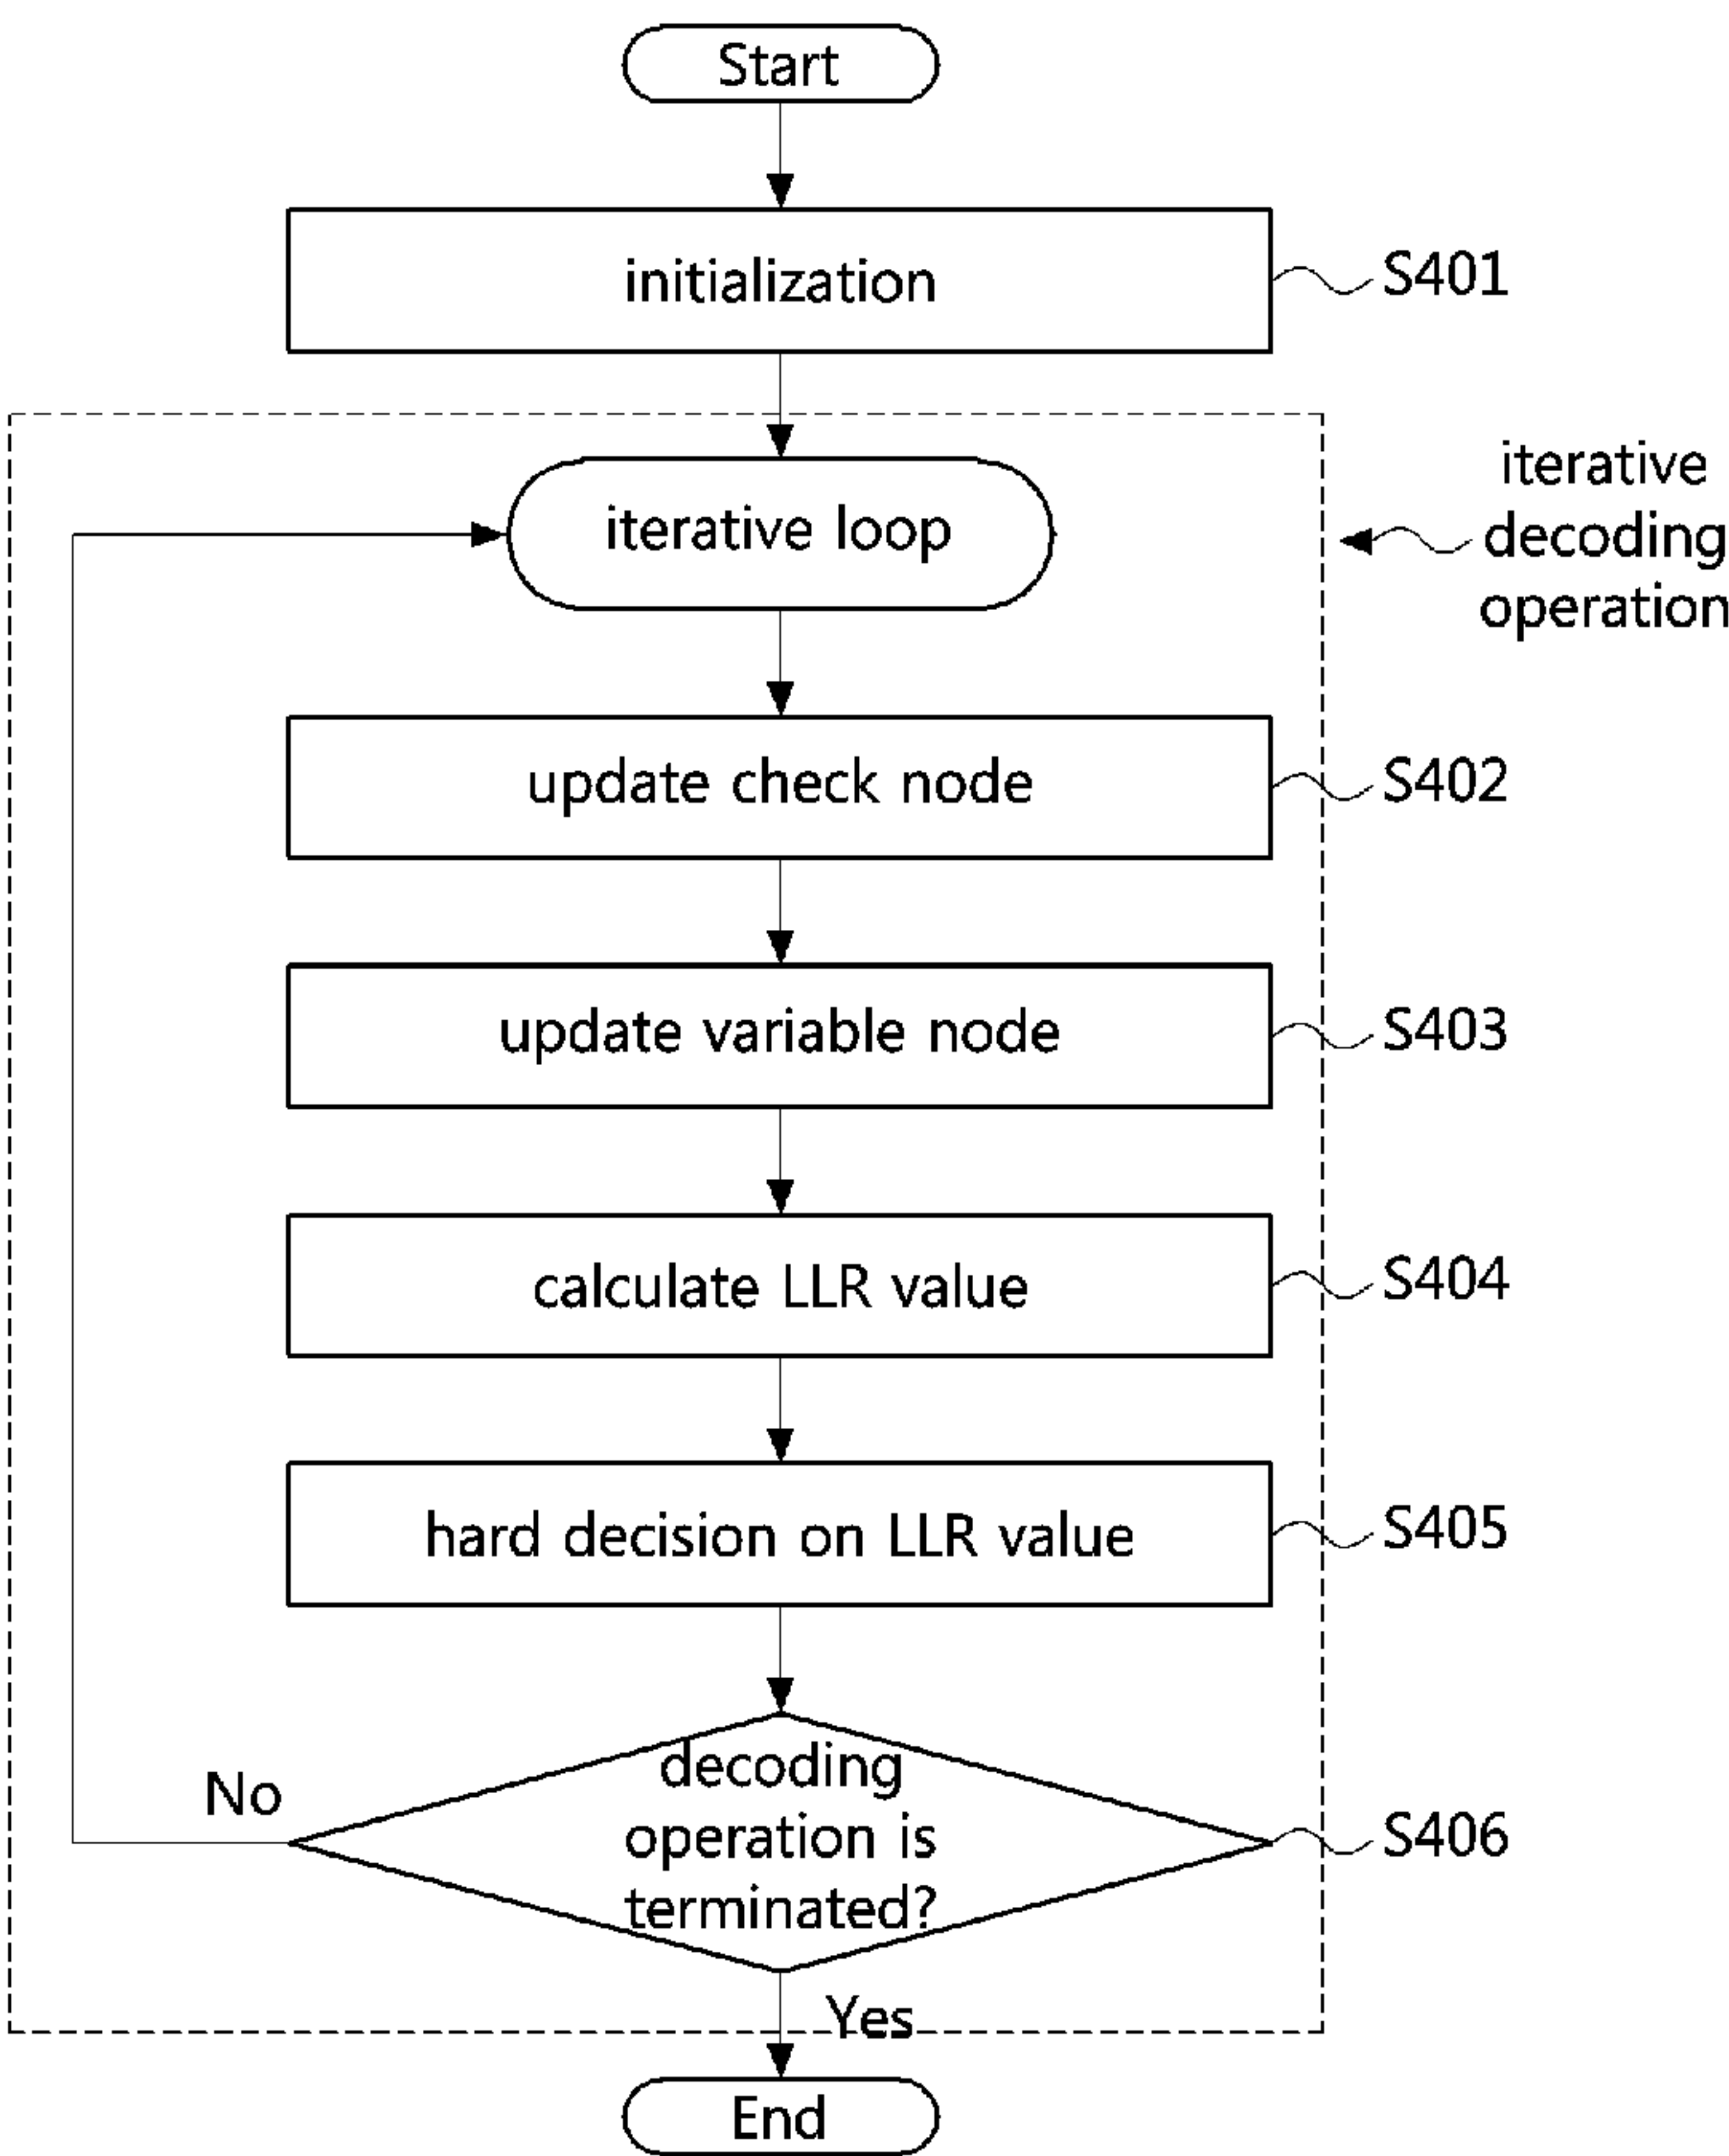 Start
initialization
S401
iterative loop
iterative
decoding
operation
update check node
S402
update variable node
S403
calculate LLR value
S404
hard decision on LLR value
S405
decoding
operation is
terminated?
No
S406
Yes
End